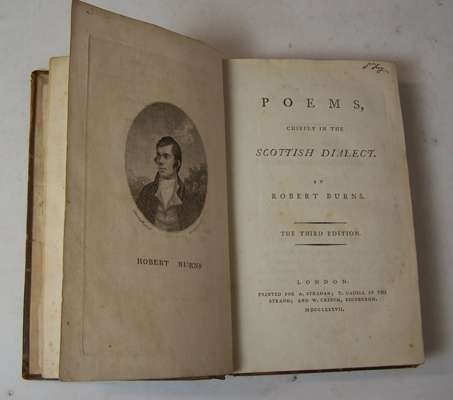 ROBERT BURNS
POEMS,
CHIEFLY IN THE
SCOTTISH DIALECT.
BY
ROBERT BURNS.
THE THIRD EDITION.
LONDON:
PRINTED FOR A. STRAHAN; T. CADELL IN THE
STRAND; AND W. CREECH, EDINBURGH.
MDCCLXXXVII.